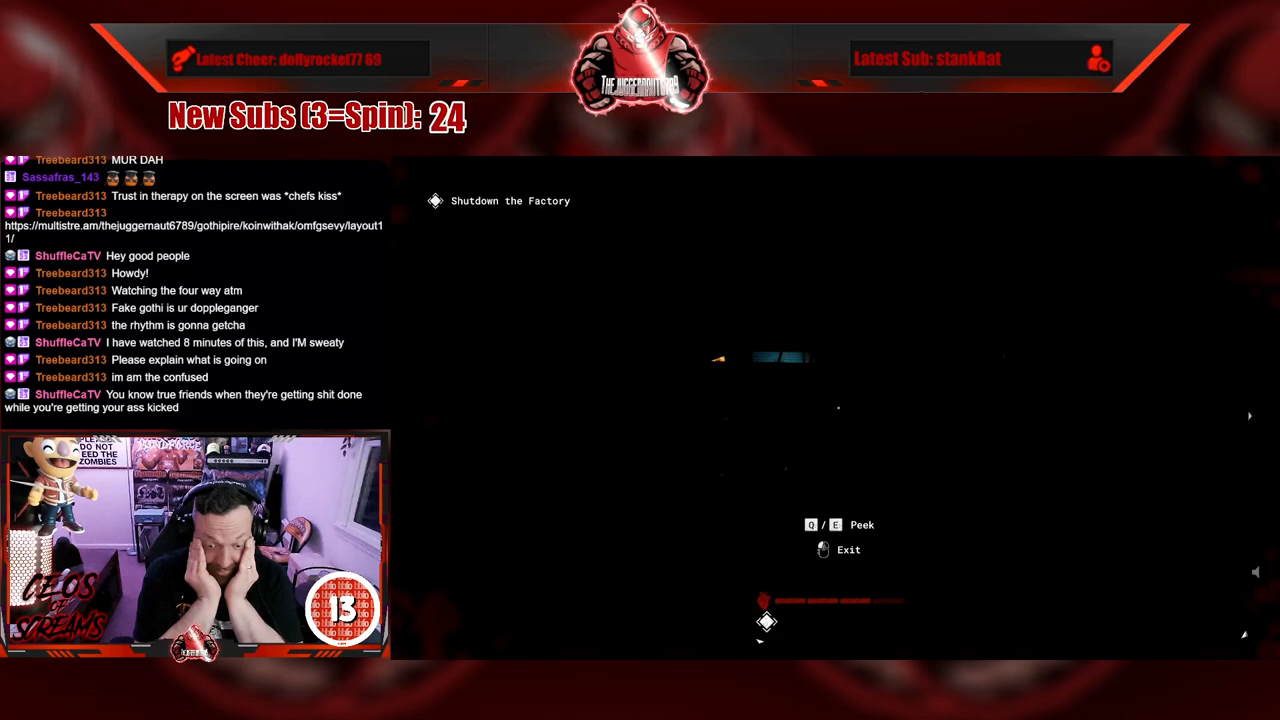 Latest Cheer: dollyrocket77 69
THEJUGGERNAUT6789
Latest Sub: stankRat
New Subs (3=Spin): 24
Treebeard313 MUR DAH
Sassafras_143
Treebeard313 Trust in therapy on the screen was *chefs kiss*
Treebeard313
https://multistre.am/thejuggernaut6789/gothipire/koinwithak/omfgsevy/layout1
1/
ShuffleCaTV Hey good people
Treebeard313 Howdy!
Treebeard313 Watching the four way atm
Treebeard313 Fake gothi is ur doppleganger
Treebeard313 the rhythm is gonna getcha
ShuffleCaTV I have watched 8 minutes of this, and I'M sweaty
Treebeard313 Please explain what is going on
Treebeard313 im am the confused
ShuffleCaTV You know true friends when they're getting shit done
while you're getting your ass kicked
Shutdown the Factory
Q / E Peek
Exit
DO NOT
FEED THE
ZOMBIES
CEOS
OF
SCREAMS
13